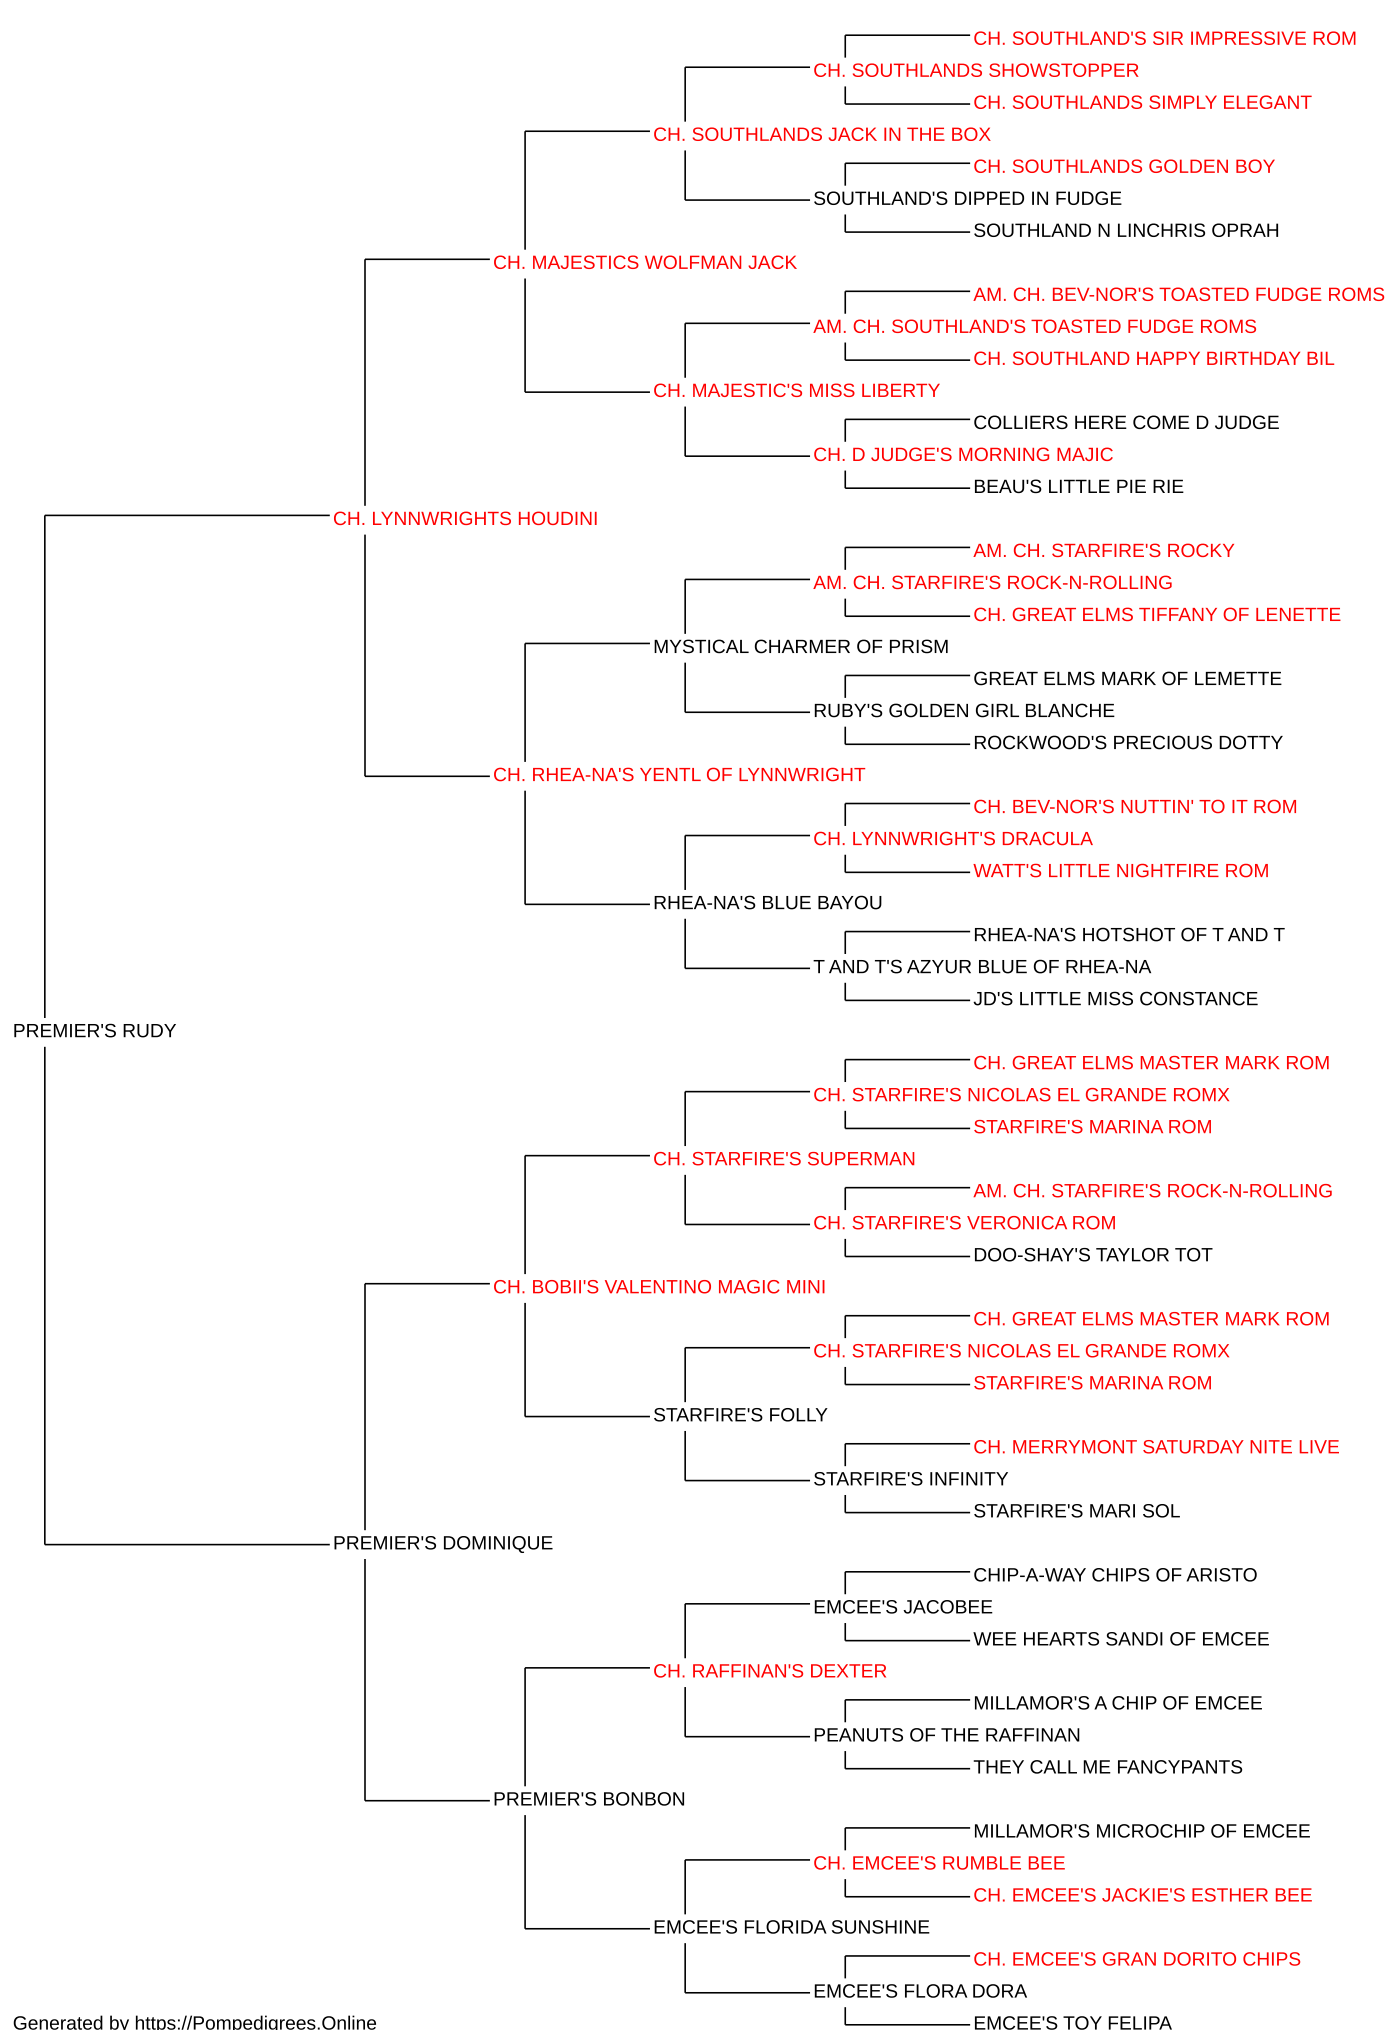 CH. SOUTHLAND'S SIR IMPRESSIVE ROM
CH. SOUTHLANDS SHOWSTOPPER
CH. SOUTHLANDS SIMPLY ELEGANT
CH. SOUTHLANDS JACK IN THE BOX
CH. SOUTHLANDS GOLDEN BOY
SOUTHLAND'S DIPPED IN FUDGE
SOUTHLAND N LINCHRIS OPRAH
CH. MAJESTICS WOLFMAN JACK
AM. CH. BEV-NOR'S TOASTED FUDGE ROMS
AM. CH. SOUTHLAND'S TOASTED FUDGE ROMS
CH. SOUTHLAND HAPPY BIRTHDAY BIL
CH. MAJESTIC'S MISS LIBERTY
COLLIERS HERE COME D JUDGE
CH. D JUDGE'S MORNING MAJIC
BEAU'S LITTLE PIE RIE
CH. LYNNWRIGHTS HOUDINI
AM. CH. STARFIRE'S ROCKY
AM. CH. STARFIRE'S ROCK-N-ROLLING
CH. GREAT ELMS TIFFANY OF LENETTE
MYSTICAL CHARMER OF PRISM
GREAT ELMS MARK OF LEMETTE
RUBY'S GOLDEN GIRL BLANCHE
ROCKWOOD'S PRECIOUS DOTTY
CH. RHEA-NA'S YENTL OF LYNNWRIGHT
CH. BEV-NOR'S NUTTIN' TO IT ROM
CH. LYNNWRIGHT'S DRACULA
WATT'S LITTLE NIGHTFIRE ROM
RHEA-NA'S BLUE BAYOU
RHEA-NA'S HOTSHOT OF T AND T
T AND T'S AZYUR BLUE OF RHEA-NA
JD'S LITTLE MISS CONSTANCE
PREMIER'S RUDY
CH. GREAT ELMS MASTER MARK ROM
CH. STARFIRE'S NICOLAS EL GRANDE ROMX
STARFIRE'S MARINA ROM
CH. STARFIRE'S SUPERMAN
AM. CH. STARFIRE'S ROCK-N-ROLLING
CH. STARFIRE'S VERONICA ROM
DOO-SHAY'S TAYLOR TOT
CH. BOBII'S VALENTINO MAGIC MINI
CH. GREAT ELMS MASTER MARK ROM
CH. STARFIRE'S NICOLAS EL GRANDE ROMX
STARFIRE'S MARINA ROM
STARFIRE'S FOLLY
CH. MERRYMONT SATURDAY NITE LIVE
STARFIRE'S INFINITY
STARFIRE'S MARI SOL
PREMIER'S DOMINIQUE
CHIP-A-WAY CHIPS OF ARISTO
EMCEE'S JACOBEE
WEE HEARTS SANDI OF EMCEE
CH. RAFFINAN'S DEXTER
MILLAMOR'S A CHIP OF EMCEE
PEANUTS OF THE RAFFINAN
THEY CALL ME FANCYPANTS
PREMIER'S BONBON
MILLAMOR'S MICROCHIP OF EMCEE
CH. EMCEE'S RUMBLE BEE
CH. EMCEE'S JACKIE'S ESTHER BEE
EMCEE'S FLORIDA SUNSHINE
CH. EMCEE'S GRAN DORITO CHIPS
EMCEE'S FLORA DORA
EMCEE'S TOY FELIPA
Generated by https://Pompedigrees.Online